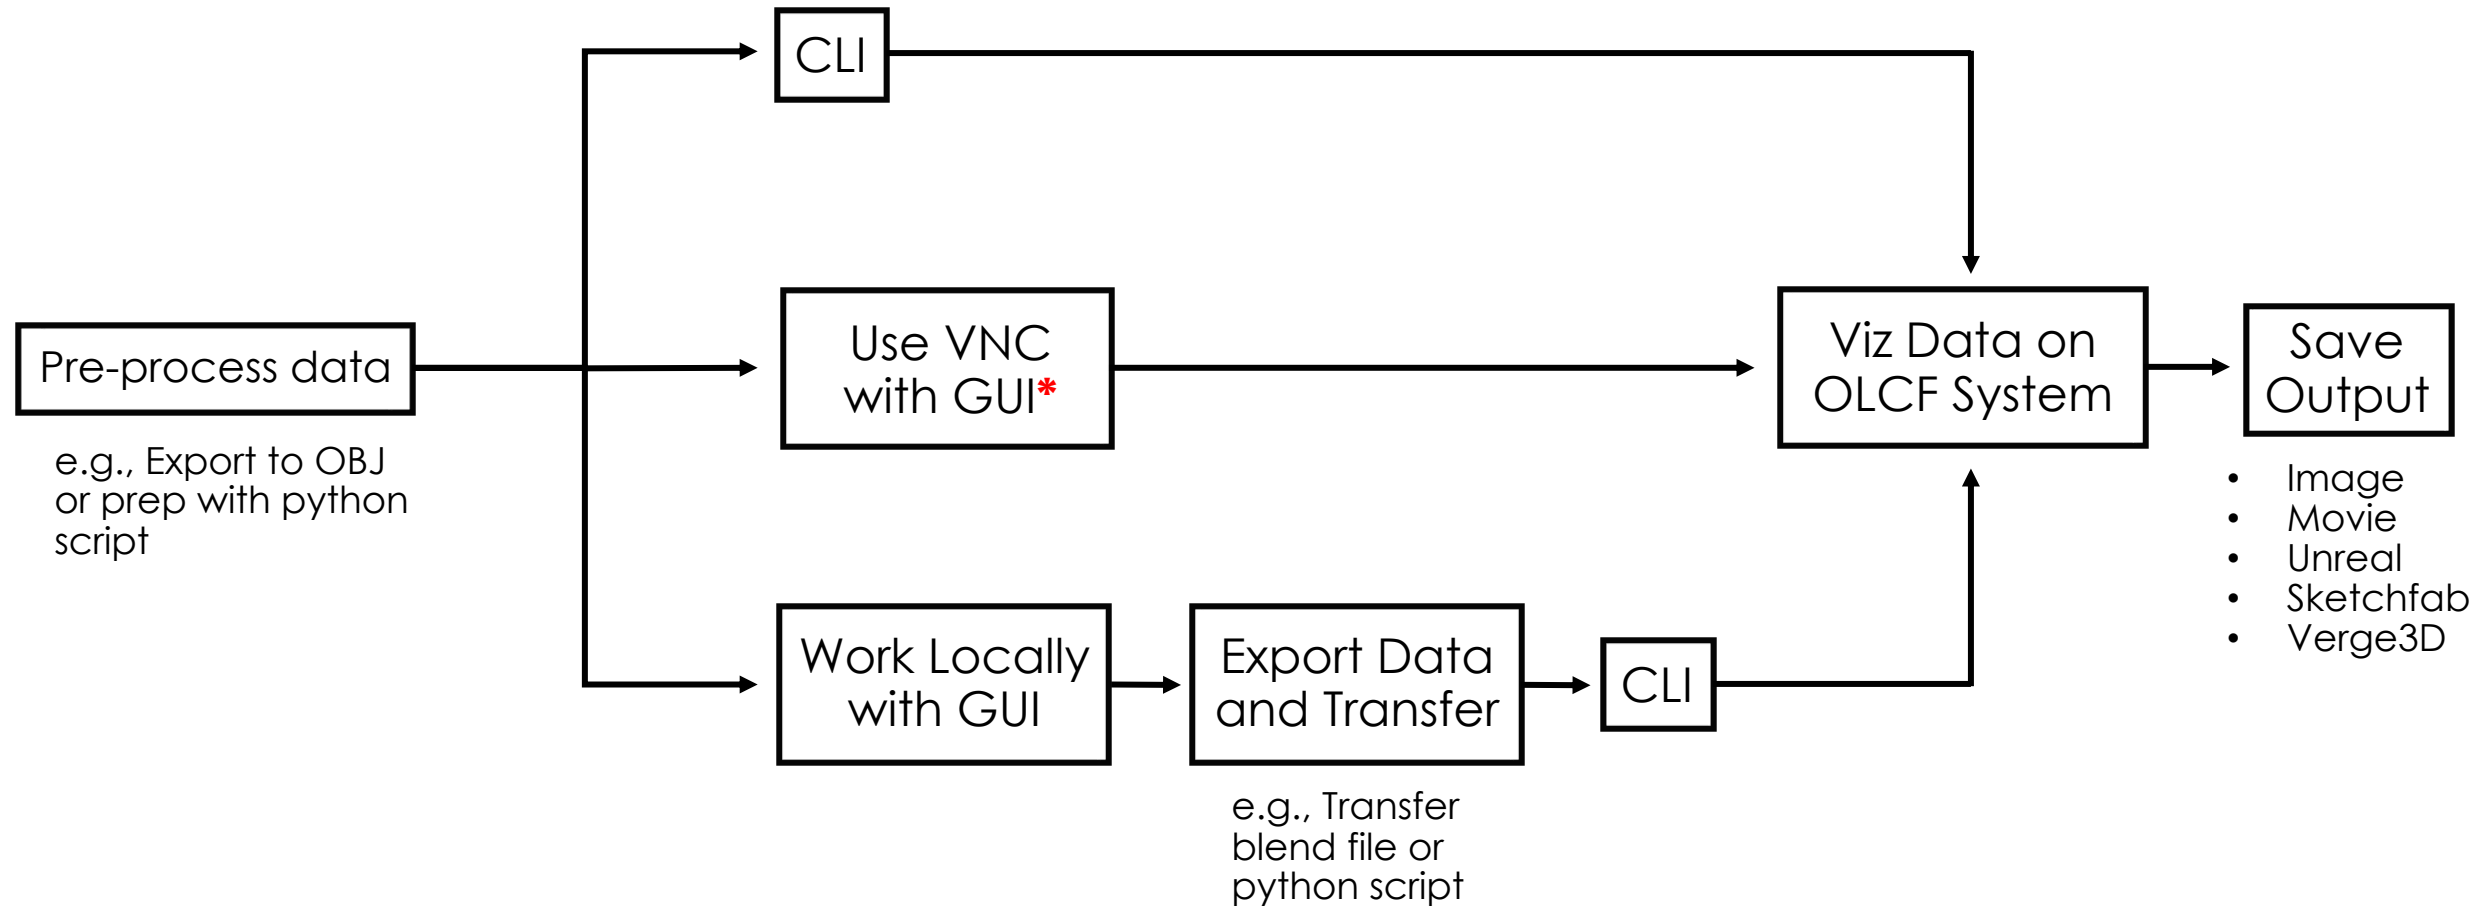 CLI
Pre-process data
e.g., Export to OBJ
or prep with python
script
Use VNC
with GUI*
Viz Data on
OLCF System
Save
Output
• Image
• Movie
• Unreal
• Sketchfab
• Verge3D
Work Locally
with GUI
Export Data
and Transfer
e.g., Transfer
blend file or
python script
CLI